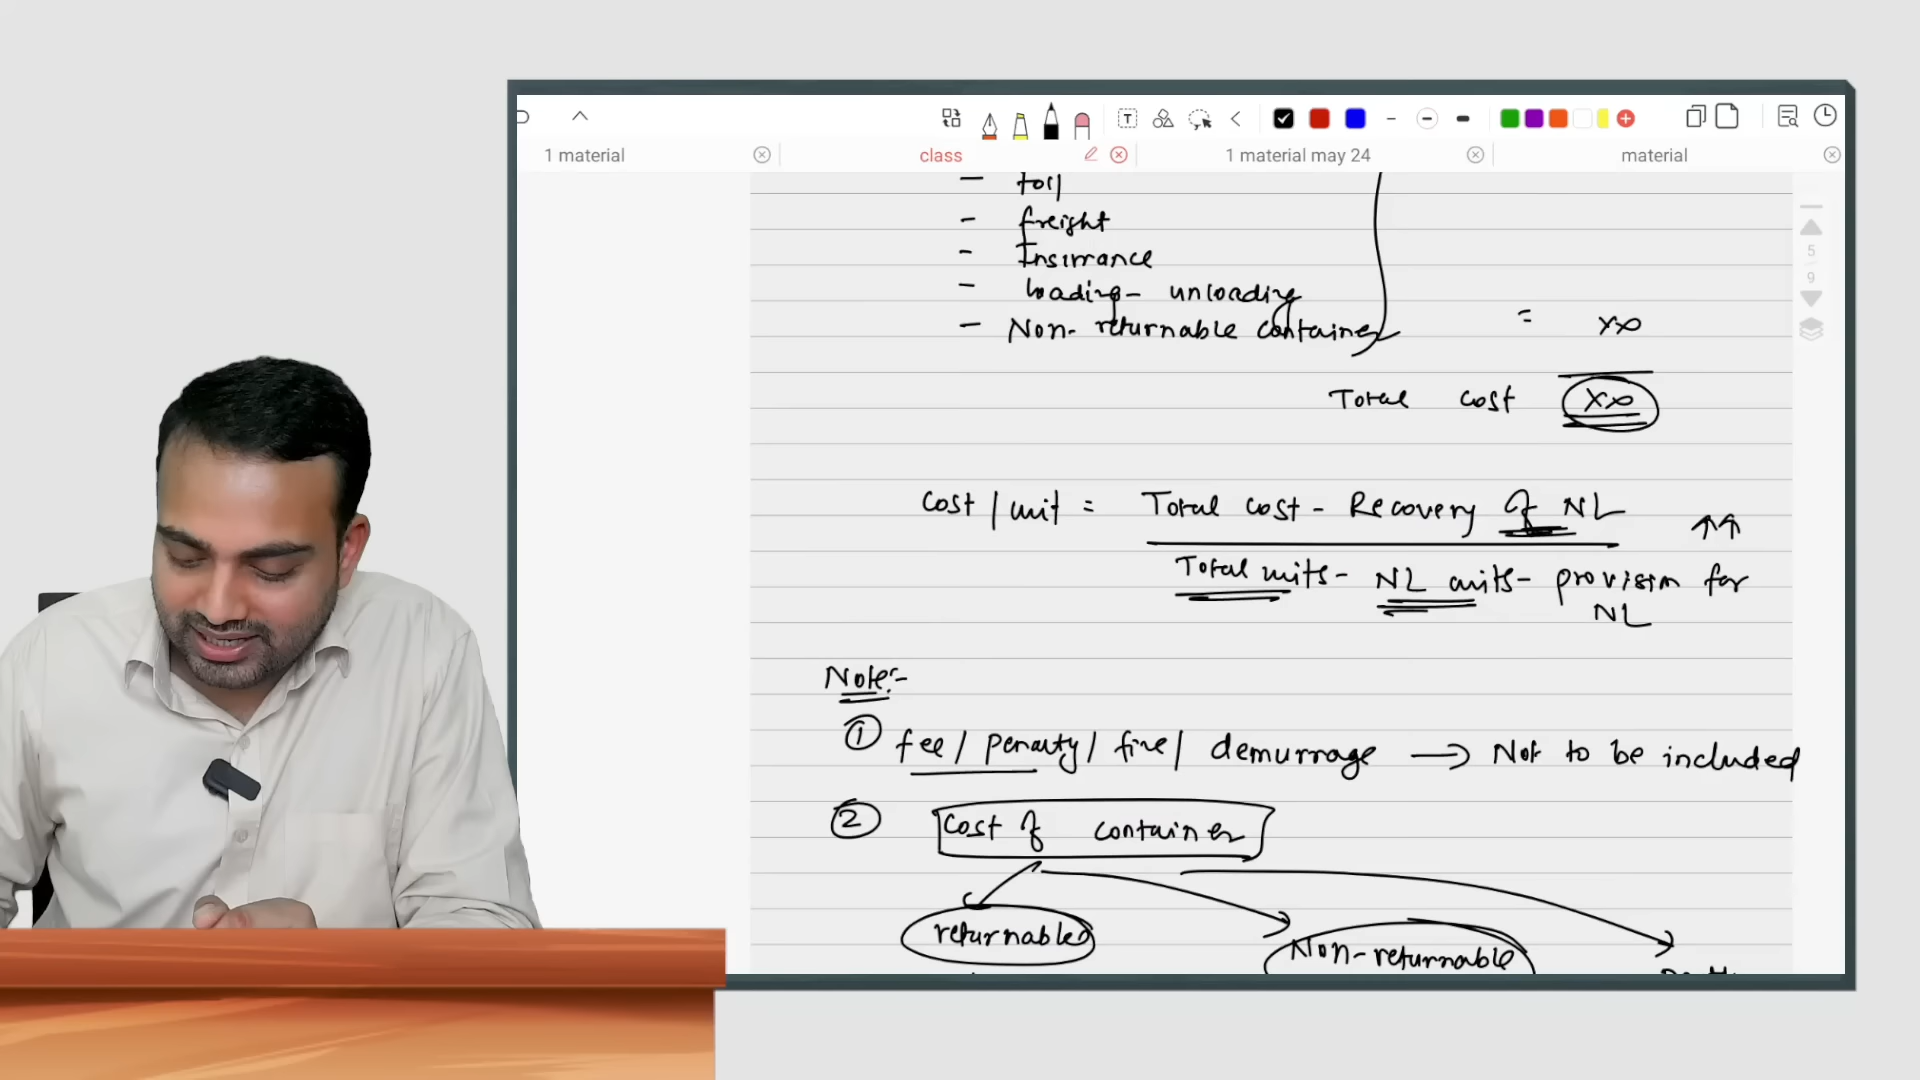 1 material class 1 material may 24 material
- toll
- freight
- Insurance
- loading- unloading
- Non-returnable container = xx
Total cost xx
Cost / unit = Total cost - Recovery of NL
Total units - NL units - provision for NL
Note:-
① fee / penalty / fine / demurrage → Not to be included
② Cost of container
returnable
Non-returnable
5
9